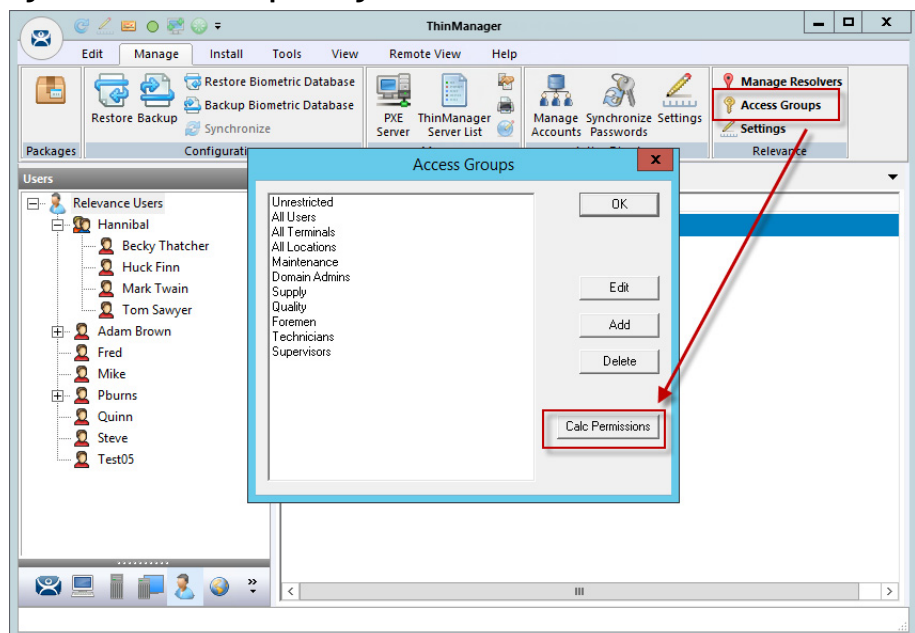 ThinManager
Edit Manage Install Tools View Remote View Help
Restore Biometric Database
Backup Biometric Database
Synchronize
Restore Backup
PXE Server
ThinManager Server List
Manage Accounts
Synchronize Passwords
Settings
Manage Resolvers
Access Groups
Settings
Packages
Relevance
Users
Relevance Users
Hannibal
Becky Thatcher
Huck Finn
Mark Twain
Tom Sawyer
Adam Brown
Fred
Mike
Pburns
Quinn
Steve
Test05
Access Groups
X
Unrestricted
All Users
All Terminals
All Locations
Maintenance
Domain Admins
Supply
Quality
Foremen
Technicians
Supervisors
OK
Edit
Add
Delete
Calc Permissions